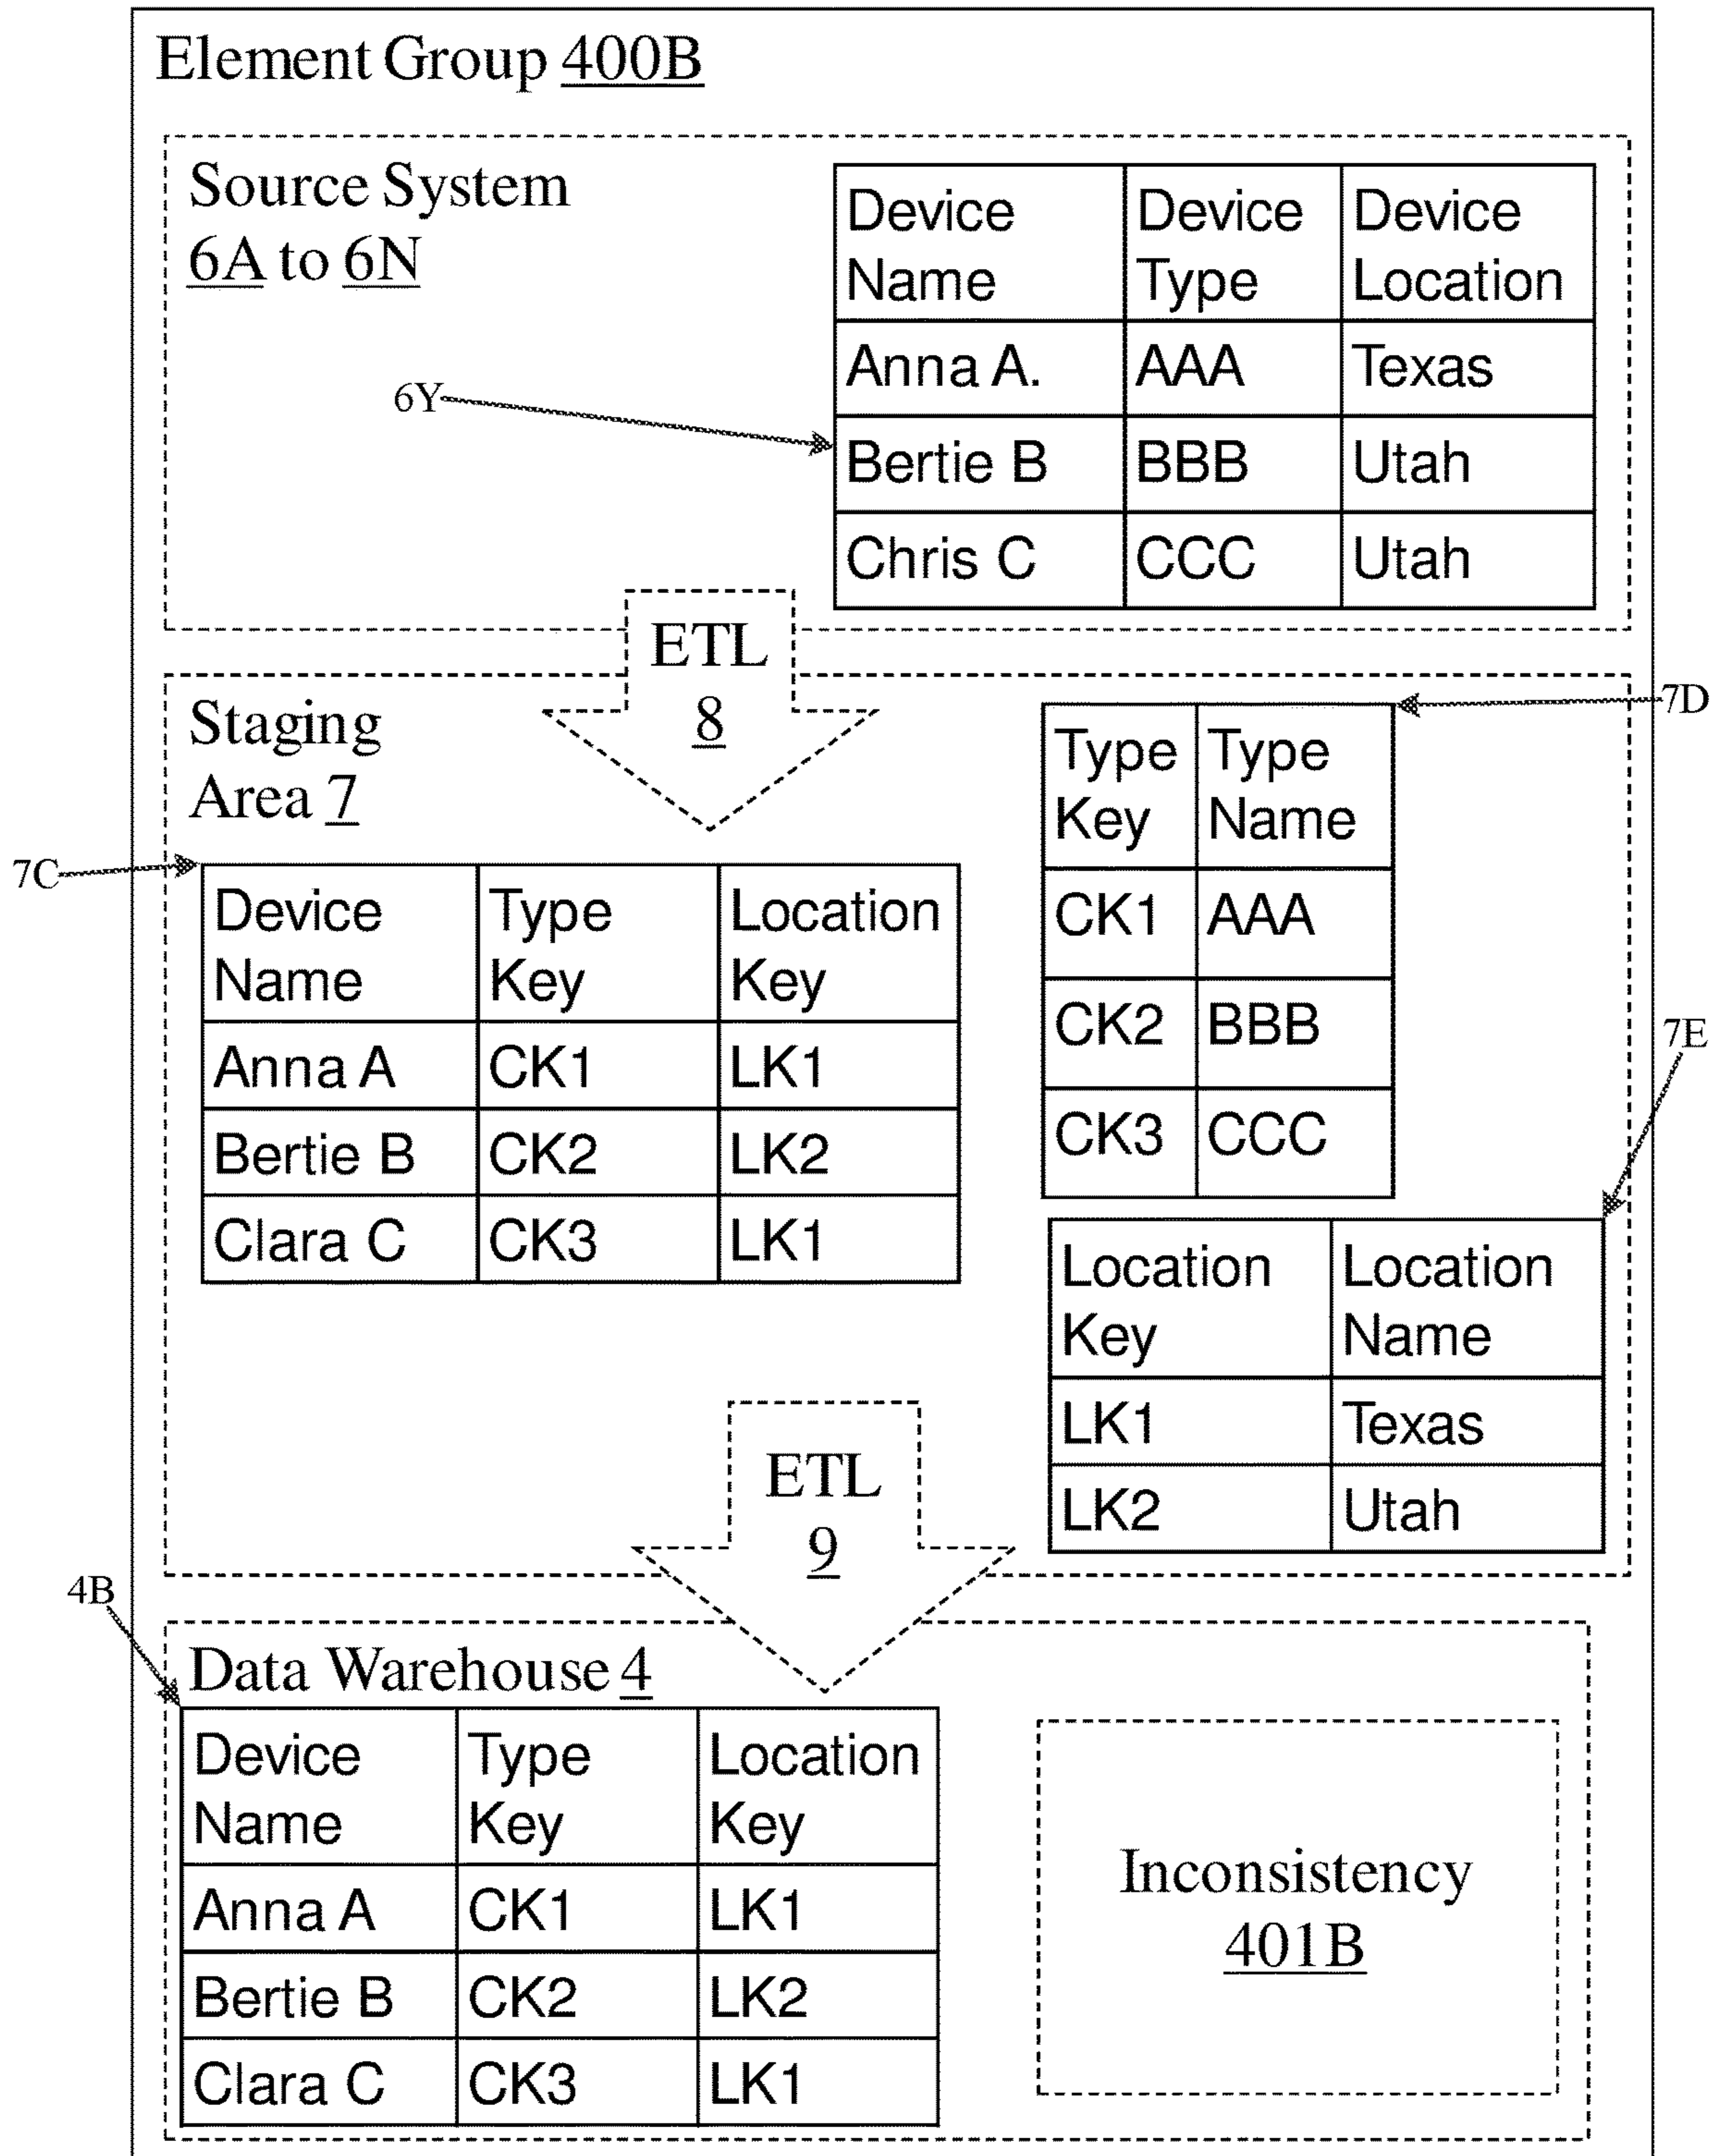 Element Group 400B
Source System
6A to 6N
Device Name Device Type Device Location
Anna A. AAA Texas
6Y
Bertie B BBB Utah
Chris C CCC Utah
ETL
8
Staging
Area 7
7D
Type Key Type Name
CK1 AAA
CK2 BBB
CK3 CCC
7C
Device Name Type Key Location Key
Anna A CK1 LK1
Bertie B CK2 LK2
Clara C CK3 LK1
7E
Location Key Location Name
LK1 Texas
LK2 Utah
ETL
9
4B
Data Warehouse 4
Device Name Type Key Location Key
Anna A CK1 LK1
Bertie B CK2 LK2
Clara C CK3 LK1
Inconsistency
401B